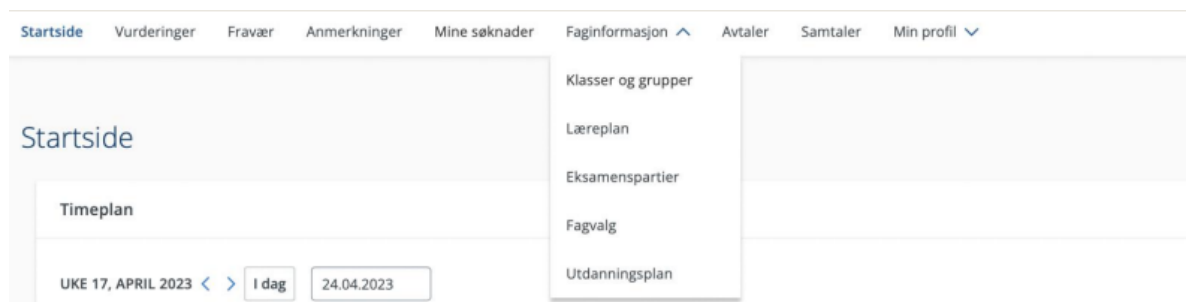 Startside Vurderinger Fravær Anmerkninger Mine søknader Faginformasjon Avtaler Samtaler Min profil
Klasser og grupper
Læreplan
Eksamenspartier
Fagvalg
Utdanningsplan
Startside
Timeplan
UKE 17, APRIL 2023 < > I dag 24.04.2023